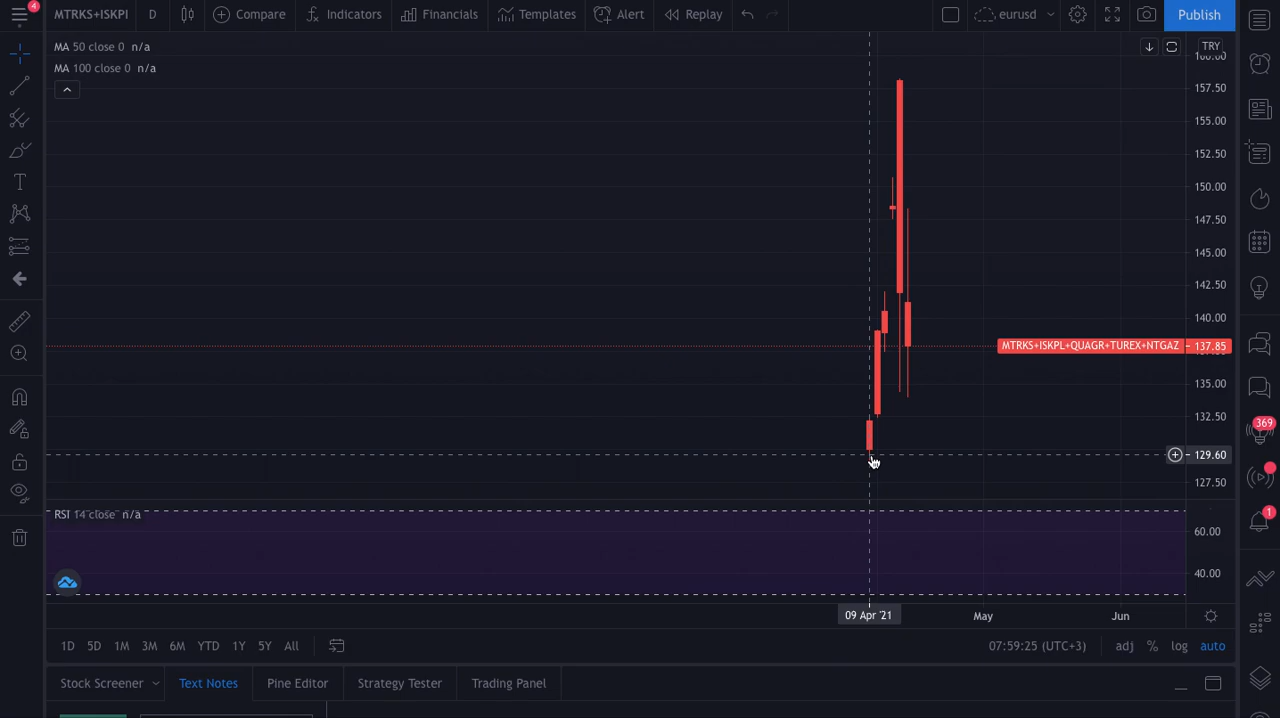 4
MTRKS+ISKPI D Compare Indicators Financials Templates Alert Replay eurusd Publish
MA 50 close 0 n/a
MA 100 close 0 n/a
TRY
160.00
157.50
155.00
152.50
150.00
147.50
145.00
142.50
140.00
MTRKS+ISKPL+QUAGR+TUREX+NTGAZ 137.85
135.00
132.50
129.60
127.50
369
1
RSI 14 close n/a
60.00
40.00
09 Apr '21 May Jun
1D 5D 1M 3M 6M YTD 1Y 5Y All 07:59:25 (UTC+3) adj % log auto
Stock Screener Text Notes Pine Editor Strategy Tester Trading Panel